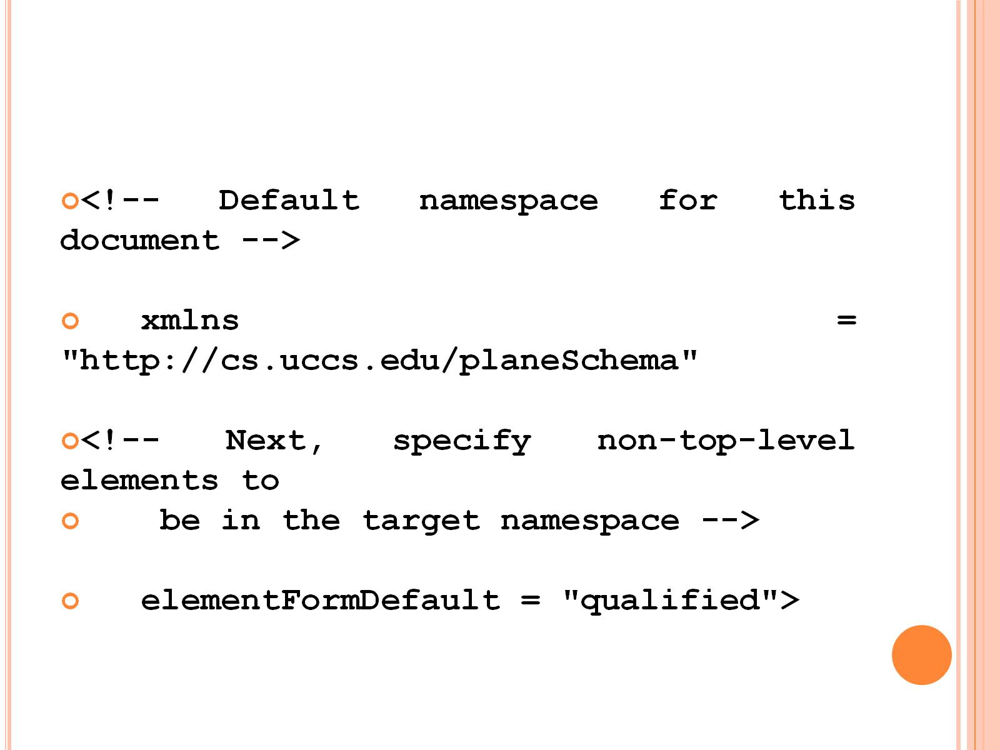 <!-- Default namespace for this
document -->
xmlns =
"http://cs.uccs.edu/planeSchema"
<!-- Next, specify non-top-level
elements to
be in the target namespace -->
elementFormDefault = "qualified">